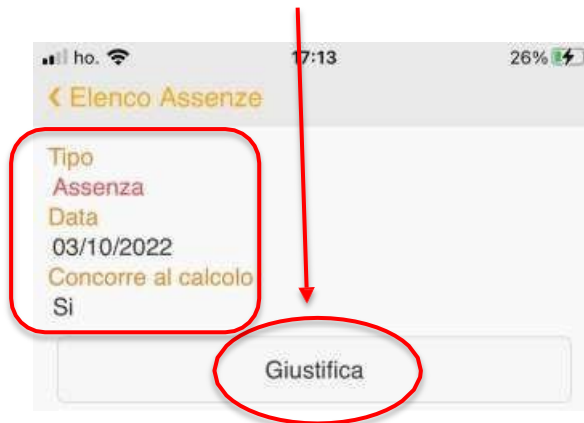 ho. 17:13 26%
Elenco Assenze
Tipo
Assenza
Data
03/10/2022
Concorre al calcolo
Si
Giustifica